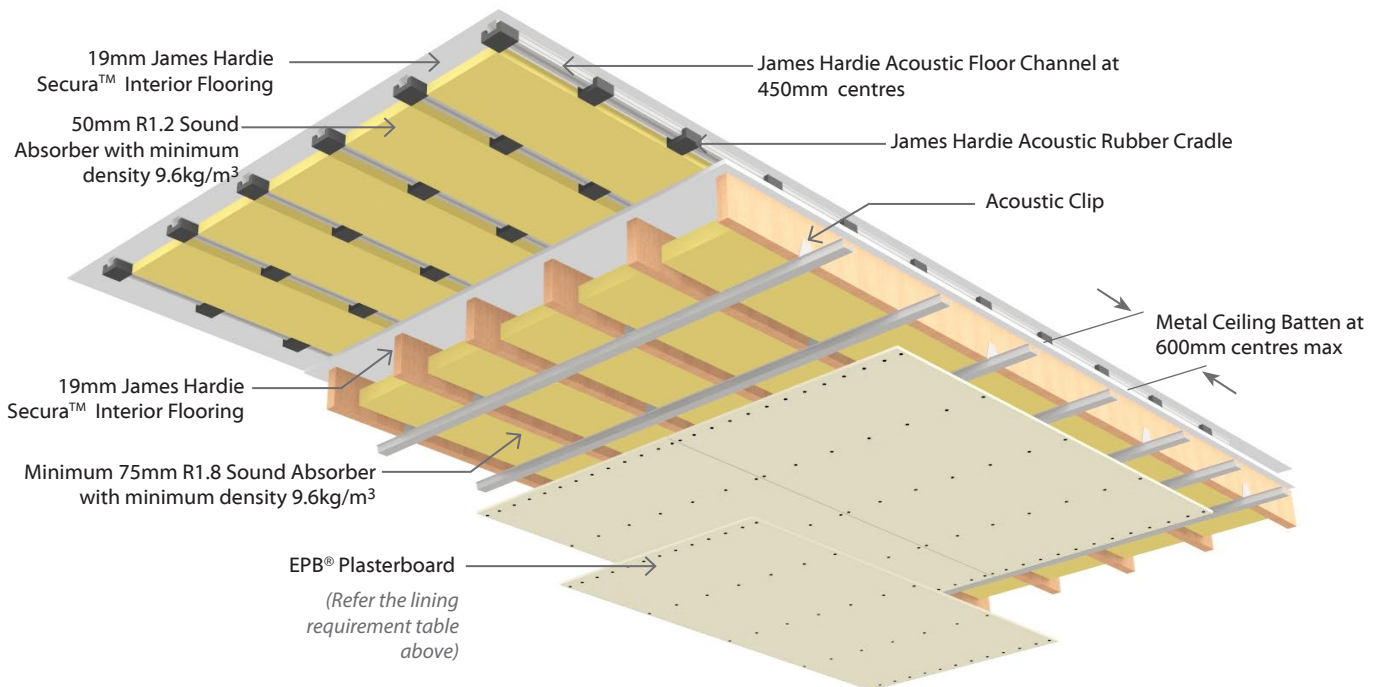 19mm James Hardie
Secura™ Interior Flooring
50mm R1.2 Sound
Absorber with minimum
density 9.6kg/m³
James Hardie Acoustic Floor Channel at
450mm centres
James Hardie Acoustic Rubber Cradle
Acoustic Clip
Metal Ceiling Batten at
600mm centres max
19mm James Hardie
Secura™ Interior Flooring
Minimum 75mm R1.8 Sound Absorber
with minimum density 9.6kg/m³
EPB® Plasterboard
(Refer the lining
requirement table
above)